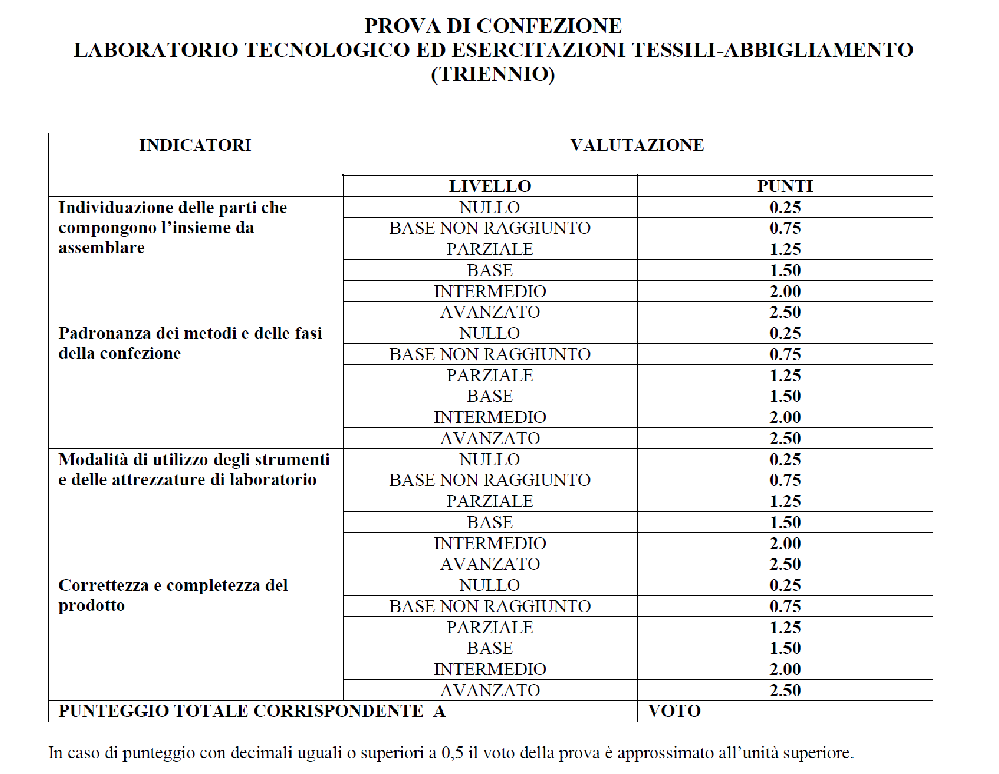 PROVA DI CONFEZIONE
LABORATORIO TECNOLOGICO ED ESERCITAZIONI TESSILI-ABBIGLIAMENTO
(TRIENNIO)
INDICATORI VALUTAZIONE
LIVELLO PUNTI
Individuazione delle parti che
compongono l’insieme da
assemblare
NULLO 0.25
BASE NON RAGGIUNTO 0.75
PARZIALE 1.25
BASE 1.50
INTERMEDIO 2.00
AVANZATO 2.50
Padronanza dei metodi e delle fasi
della confezione
NULLO 0.25
BASE NON RAGGIUNTO 0.75
PARZIALE 1.25
BASE 1.50
INTERMEDIO 2.00
AVANZATO 2.50
Modalità di utilizzo degli strumenti
e delle attrezzature di laboratorio
NULLO 0.25
BASE NON RAGGIUNTO 0.75
PARZIALE 1.25
BASE 1.50
INTERMEDIO 2.00
AVANZATO 2.50
Correttezza e completezza del
prodotto
NULLO 0.25
BASE NON RAGGIUNTO 0.75
PARZIALE 1.25
BASE 1.50
INTERMEDIO 2.00
AVANZATO 2.50
PUNTEGGIO TOTALE CORRISPONDENTE A VOTO
In caso di punteggio con decimali uguali o superiori a 0,5 il voto della prova è approssimato all’unità superiore.